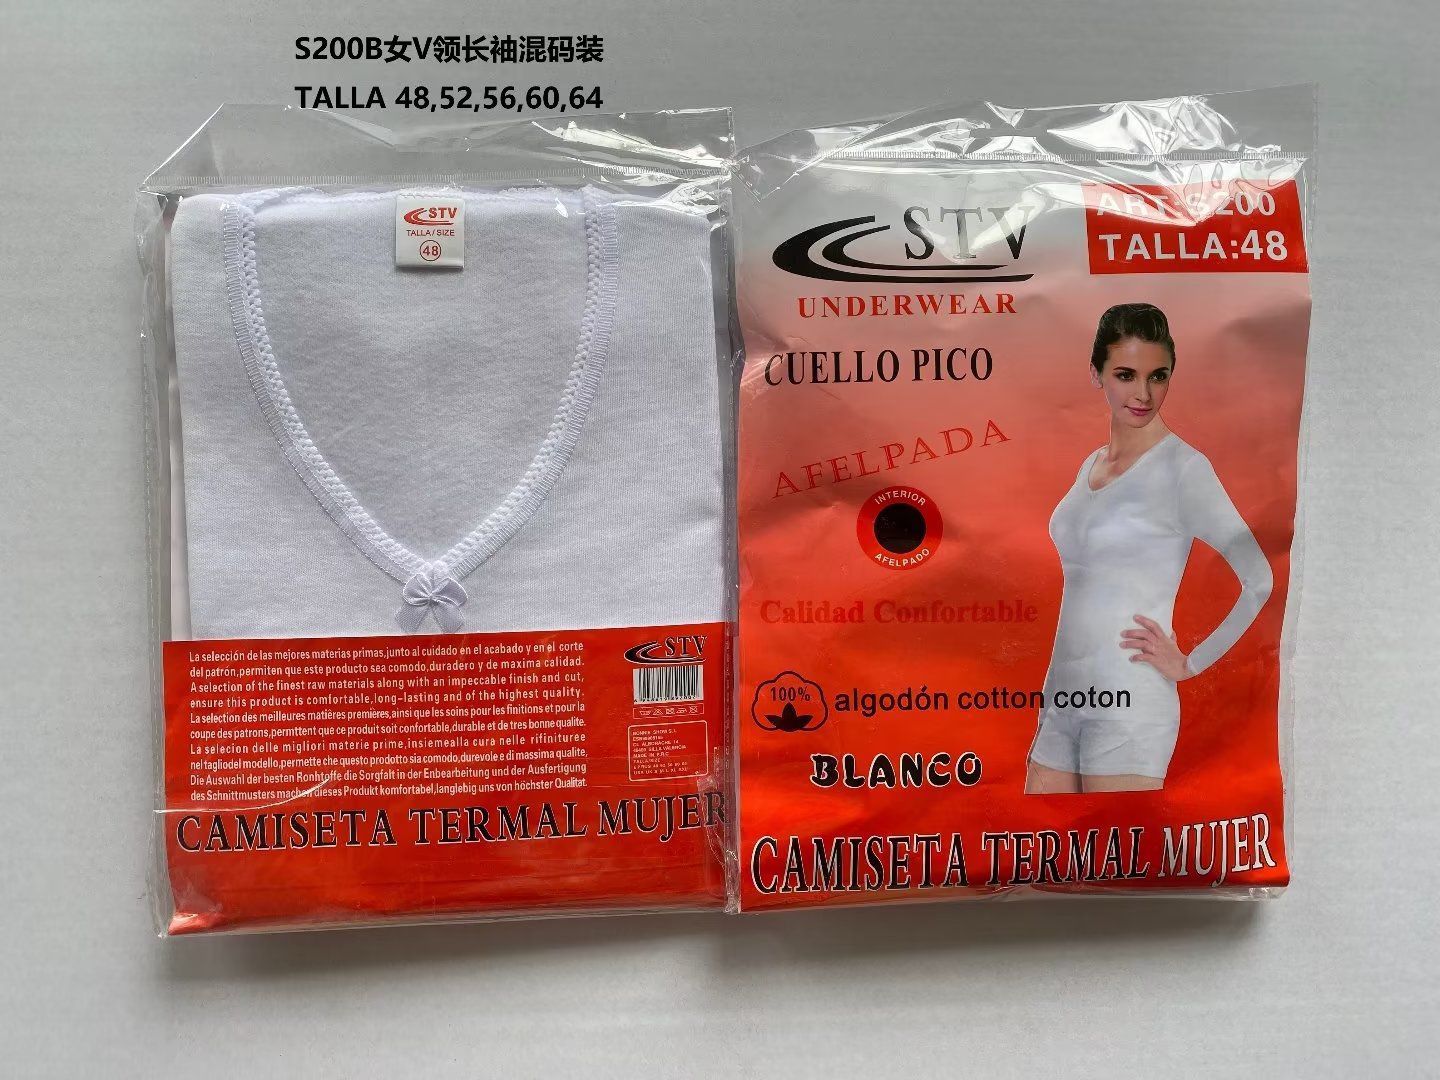 S200B女V领长袖混码装
TALLA 48,52,56,60,64
STV
TALLA / SIZE
48
La selección de las mejores materias primas,junto al cuidado en el acabado y en el corte
del patrón,permiten que este producto sea comodo,duradero y de maxima calidad.
A selection of the finest raw materials along with an impeccable finish and cut,
ensure this product is comfortable,long-lasting and of the highest quality.
La selection des meilleures matières premières,ainsi que les soins pour les finitions et pour la
coupe des patrons,permttent que ce produit soit confortable,durable et de tres bonne qualite.
La selecion delle migliori materie prime,insiemealla cura nelle rifinituree
nel tagliodel modello,permette che questo prodotto sia comodo,durevole e di massima qualite,
Die Auswahl der besten Ronhtoffe die Sorgfalt in der Enbearbeitung und der Ausfertigung
des Schnittmusters machen dieses Produkt komfortabel,langlebig uns von höchster Qualitat.
STV
CAMISETA TERMAL MUJER
STV
UNDERWEAR
ART:S200
TALLA:48
CUELLO PICO
AFELPADA
INTERIOR
AFELPADO
Calidad Confortable
100%
algodón cotton coton
BLANCO
CAMISETA TERMAL MUJER